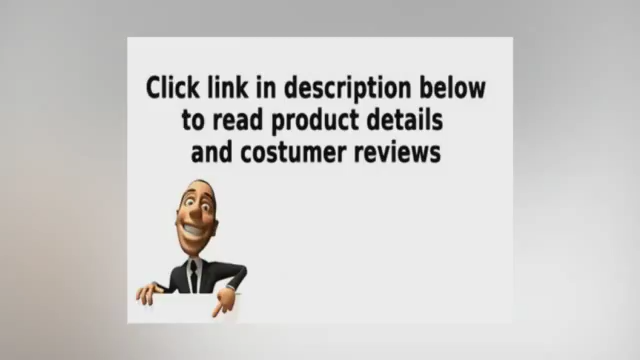 Click link in description below
to read product details
and costumer reviews